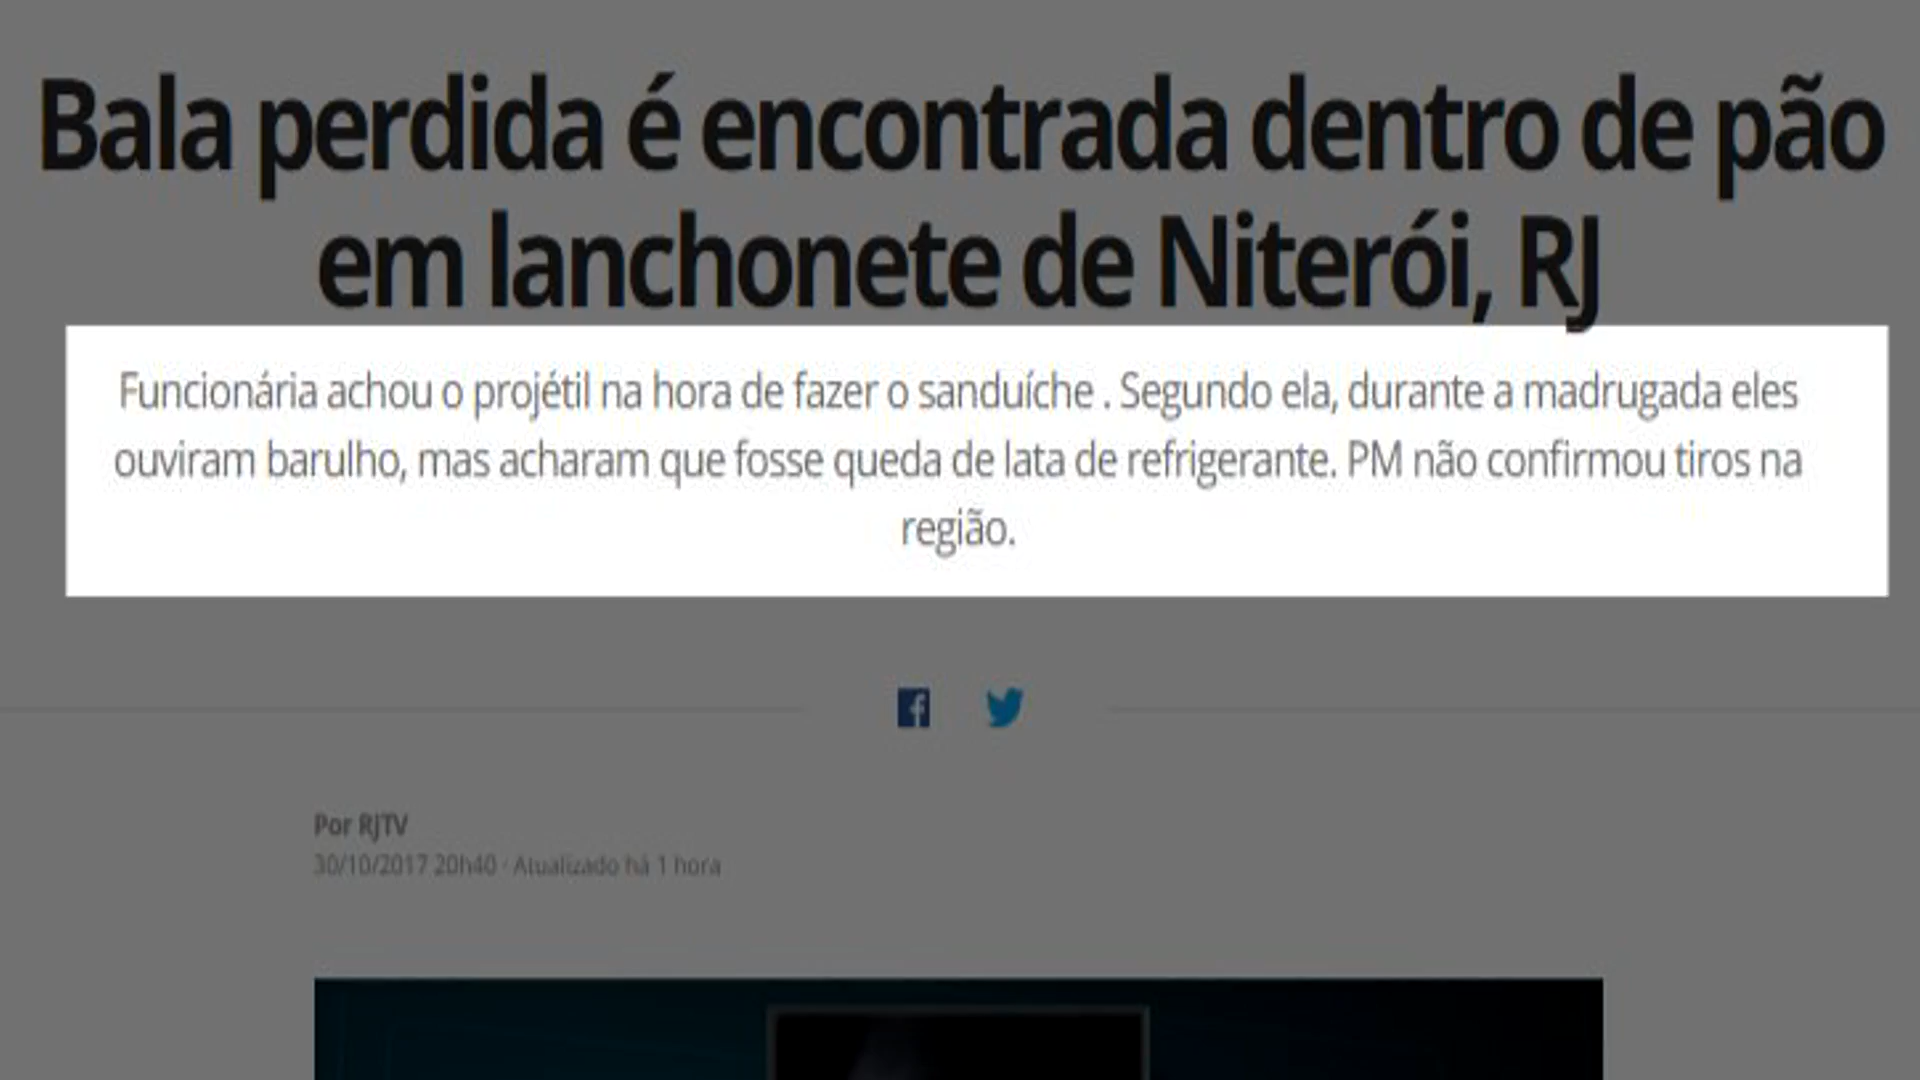 Bala perdida é encontrada dentro de pão
em lanchonete de Niterói, RJ
Funcionária achou o projétil na hora de fazer o sanduíche . Segundo ela, durante a madrugada eles
ouviram barulho, mas acharam que fosse queda de lata de refrigerante. PM não confirmou tiros na
região.
Por RJTV
30/10/2017 20h40 · Atualizado há 1 hora